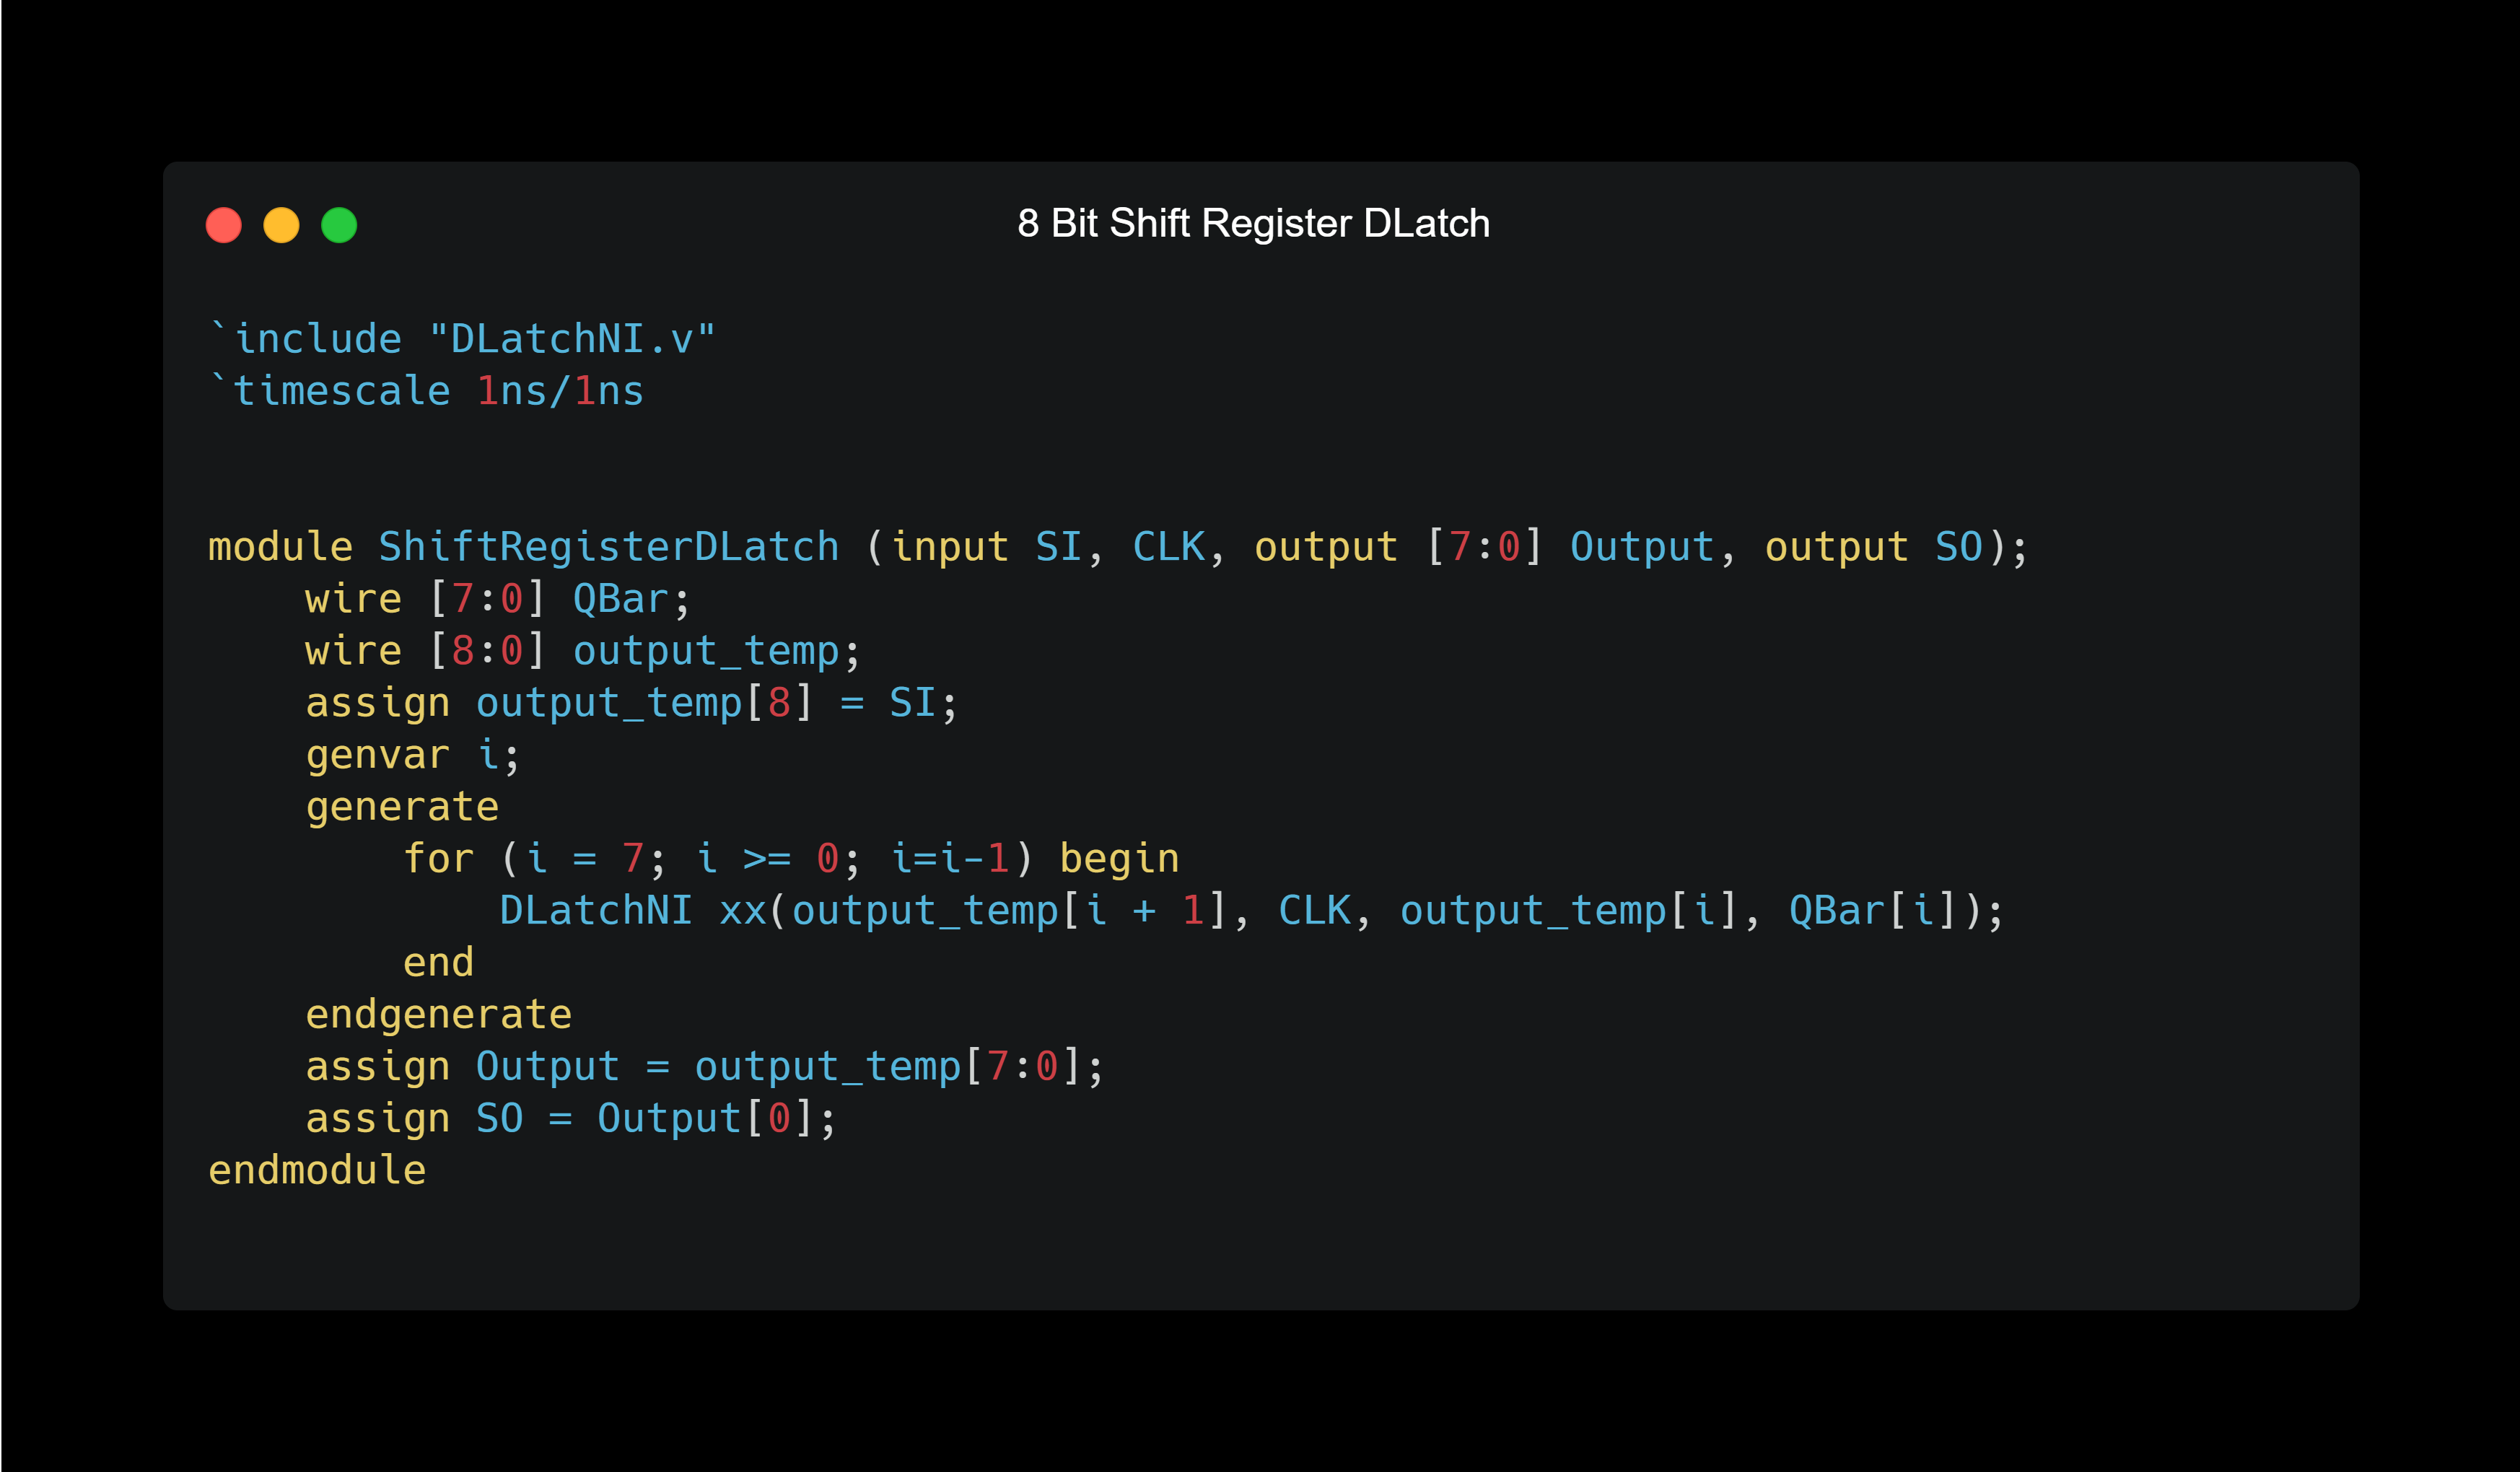 8 Bit Shift Register DLatch
`include "DLatchNI.v"
`timescale 1ns/1ns
module ShiftRegisterDLatch (input SI, CLK, output [7:0] Output, output SO);
    wire [7:0] QBar;
    wire [8:0] output_temp;
    assign output_temp[8] = SI;
    genvar i;
    generate
        for (i = 7; i >= 0; i=i-1) begin
            DLatchNI xx(output_temp[i + 1], CLK, output_temp[i], QBar[i]);
        end
    endgenerate
    assign Output = output_temp[7:0];
    assign SO = Output[0];
endmodule